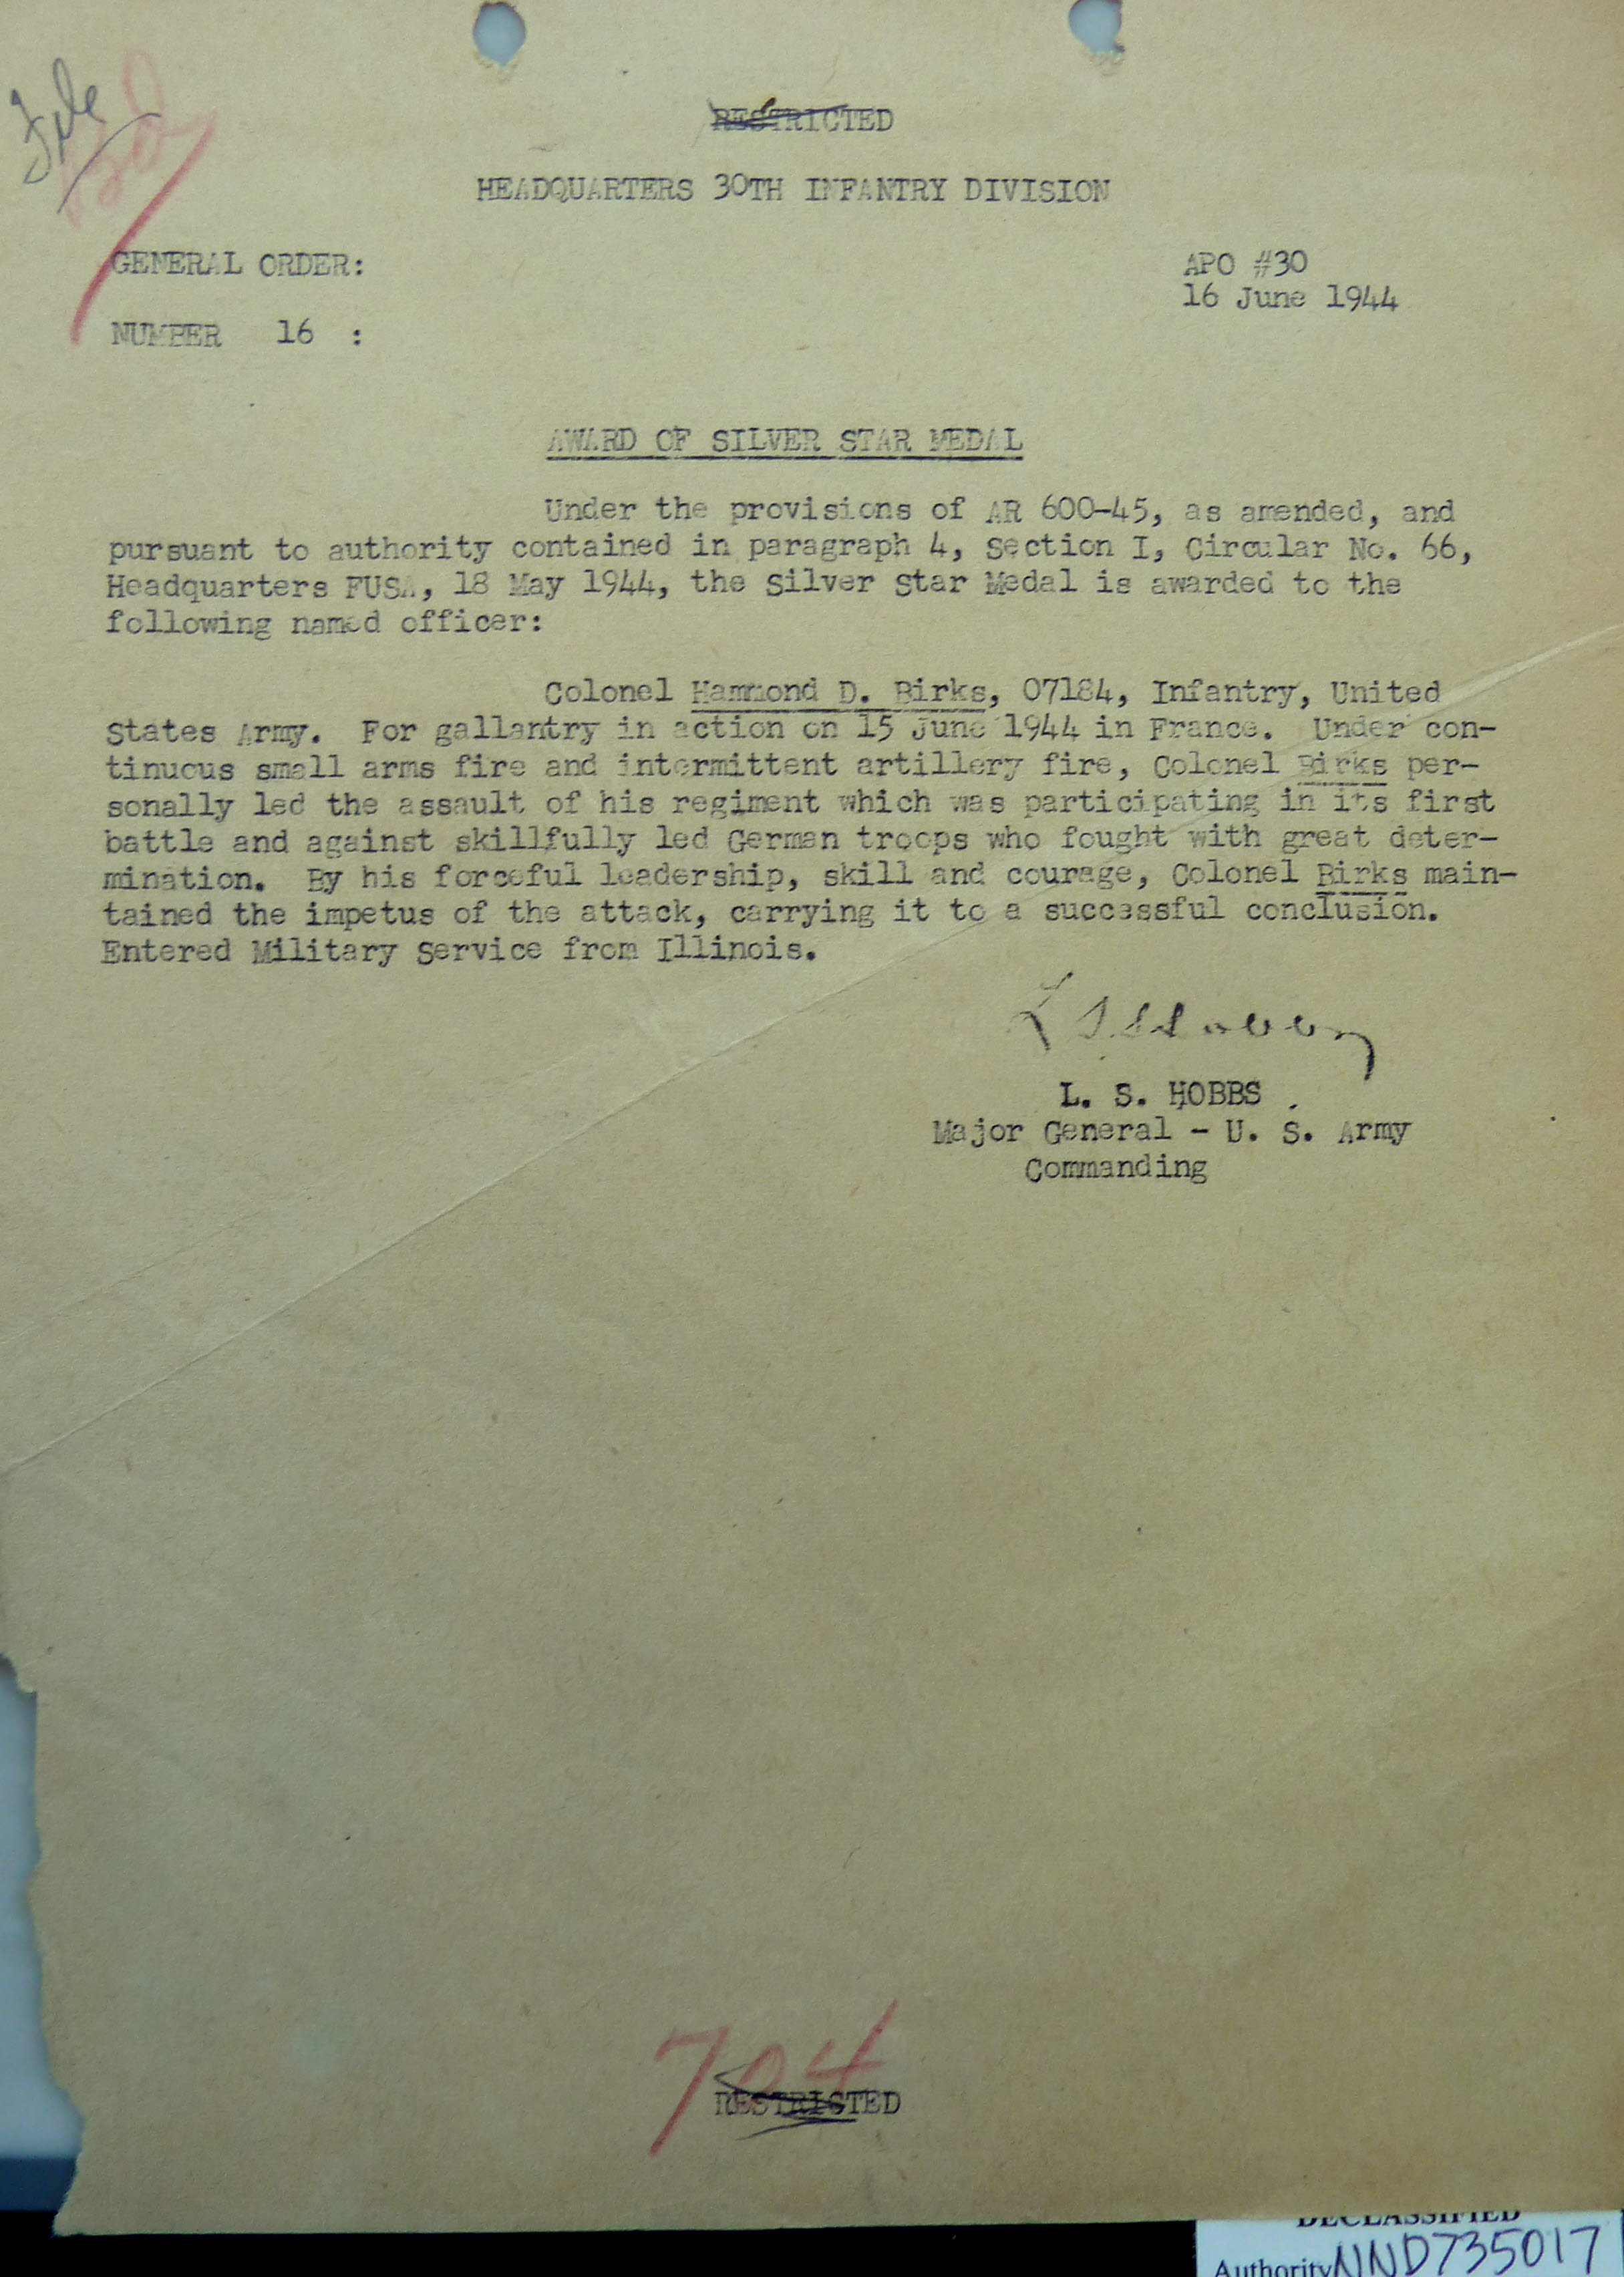 File
RESTRICTED
HEADQUARTERS 30TH INFANTRY DIVISION
GENERAL ORDER:
APO #30
16 June 1944
NUMBER 16 :
AWARD OF SILVER STAR MEDAL
Under the provisions of AR 600-45, as amended, and
pursuant to authority contained in paragraph 4, Section I, Circular No. 66,
Headquarters FUSA, 18 May 1944, the Silver Star Medal is awarded to the
following named officer:
Colonel Hammond D. Birks, 07184, Infantry, United
States Army. For gallantry in action on 15 June 1944 in France. Under con-
tinuous small arms fire and intermittent artillery fire, Colonel Birks per-
sonally led the assault of his regiment which was participating in its first
battle and against skillfully led German troops who fought with great deter-
mination. By his forceful leadership, skill and courage, Colonel Birks main-
tained the impetus of the attack, carrying it to a successful conclusion.
Entered Military Service from Illinois.
L. S. HOBBS
Major General - U. S. Army
Commanding
704
RESTRICTED
DECLASSIFIED
Authority NND735017